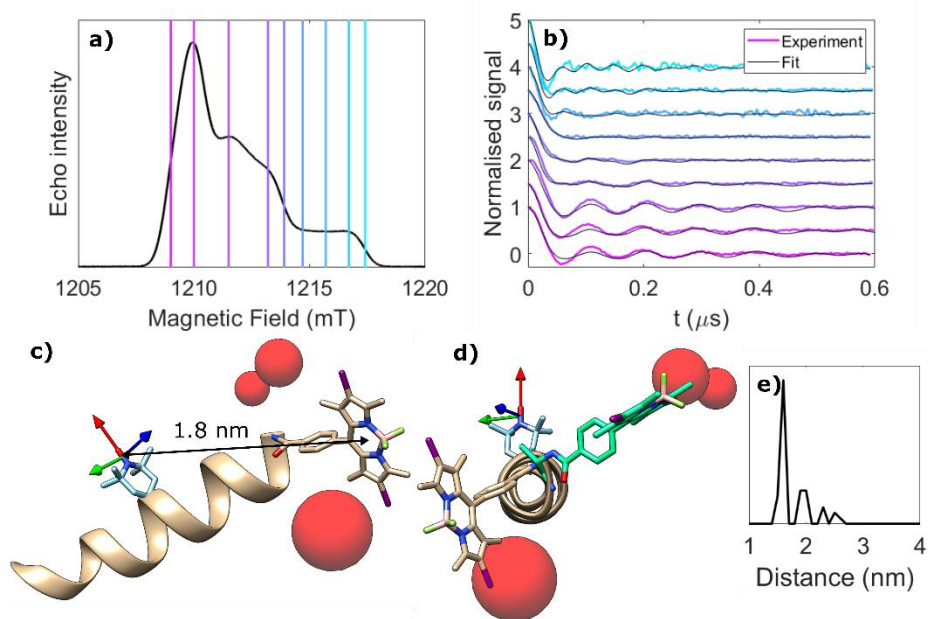 a)
Echo intensity
1205
1210
1215
1220
Magnetic Field (mT)
b)
Normalised signal
5
4
3
2
1
0
Experiment
Fit
0
0.2
0.4
0.6
t (μs)
c)
1.8 nm
d)
e)
1
2
3
4
Distance (nm)